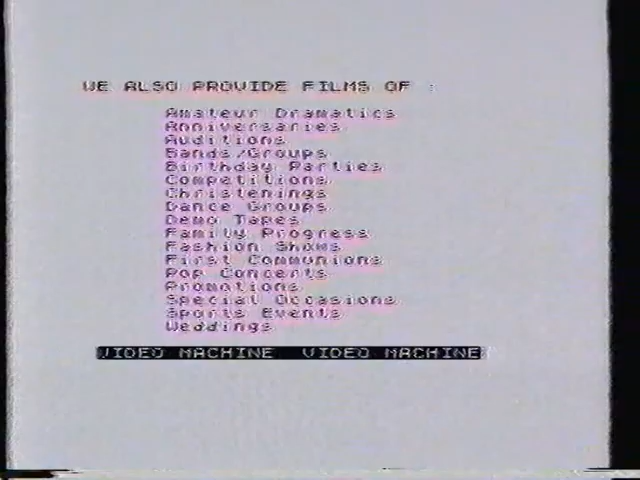 WE ALSO PROVIDE FILMS OF :
Amateur Dramatics
Anniversaries
Auditions
Bands/Groups
Birthday Parties
Competitions
Christenings
Dance Groups
Demo Tapes
Family Progress
Fashion Shows
First Communions
Pop Concerts
Promotions
Special Occasions
Sports Events
Weddings
VIDEO MACHINE VIDEO MACHINE